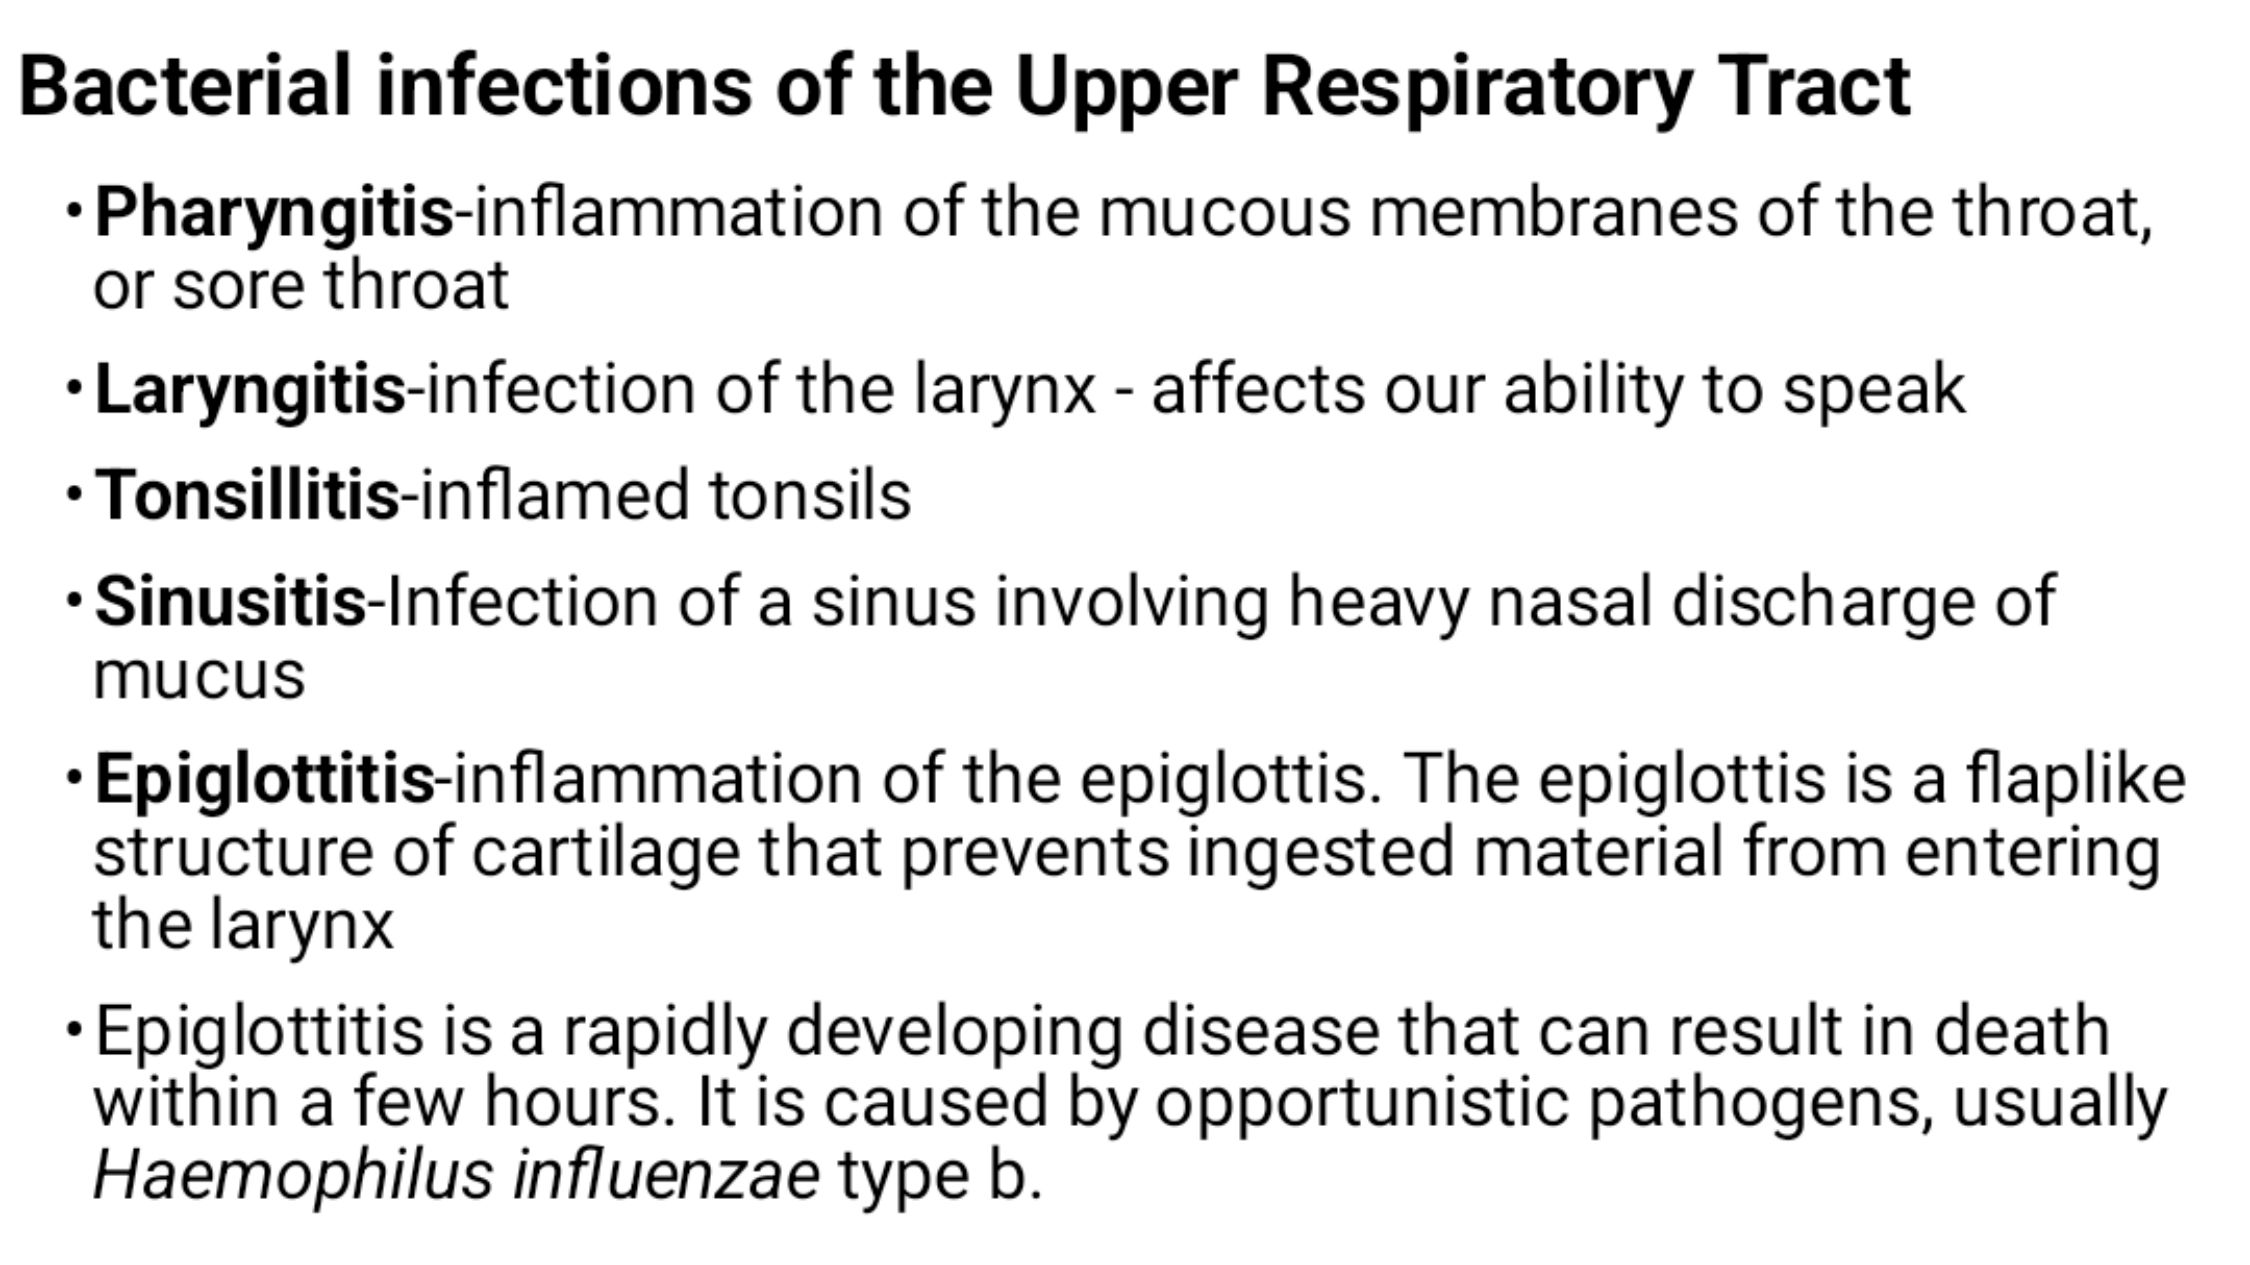 Bacterial infections of the Upper Respiratory Tract
•Pharyngitis-inflammation of the mucous membranes of the throat,
or sore throat
•Laryngitis-infection of the larynx - affects our ability to speak
•Tonsillitis-inflamed tonsils
•Sinusitis-Infection of a sinus involving heavy nasal discharge of
mucus
•Epiglottitis-inflammation of the epiglottis. The epiglottis is a flaplike
structure of cartilage that prevents ingested material from entering
the larynx
•Epiglottitis is a rapidly developing disease that can result in death
within a few hours. It is caused by opportunistic pathogens, usually
Haemophilus influenzae type b.